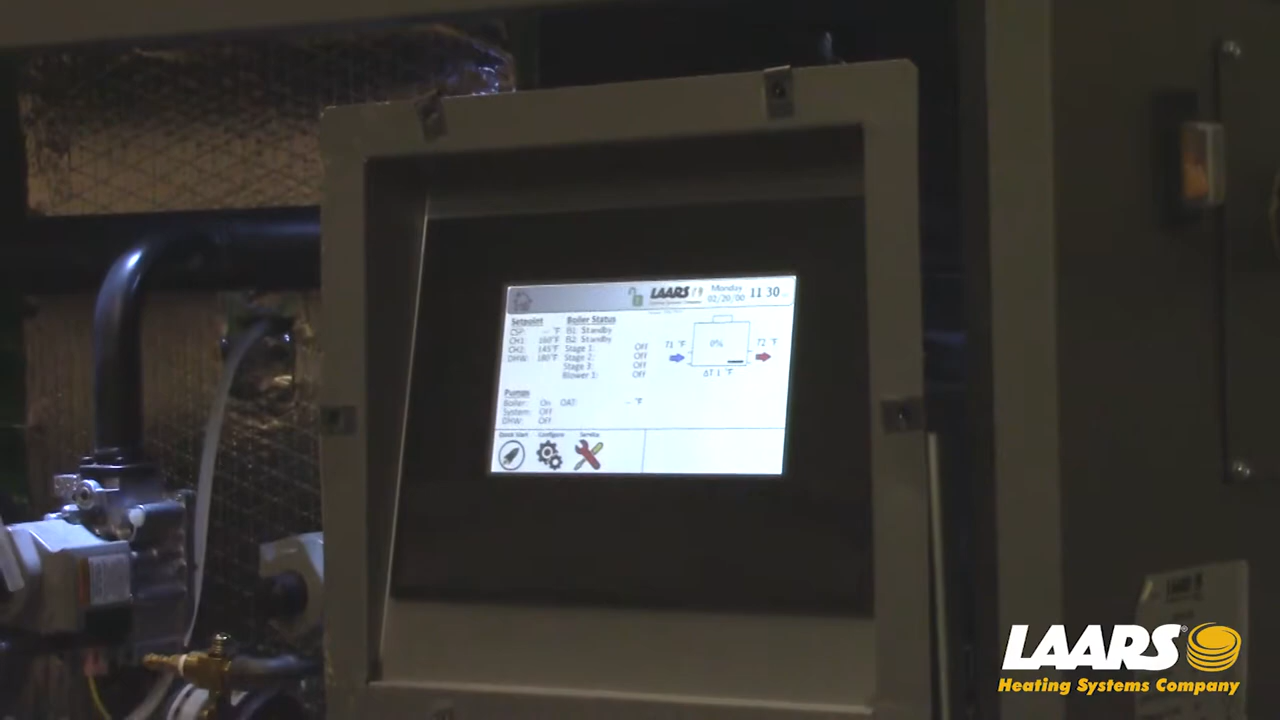 LAARS
Monday
02/20/00
11 30
Setpoint
CSP: -- °F
CH1: 180°F
CH2: 145°F
DHW: 180°F
Boiler Status
B1: Standby
B2: Standby
Stage 1: Off
Stage 2: Off
Stage 3: Off
Blower 1: Off
71 °F
0%
72 °F
ΔT 1 °F
Pumps
Boiler: On OAT: -- °F
System: Off
DHW: Off
Quick Start
Configure
Service
LAARS
LAARS®
Heating Systems Company